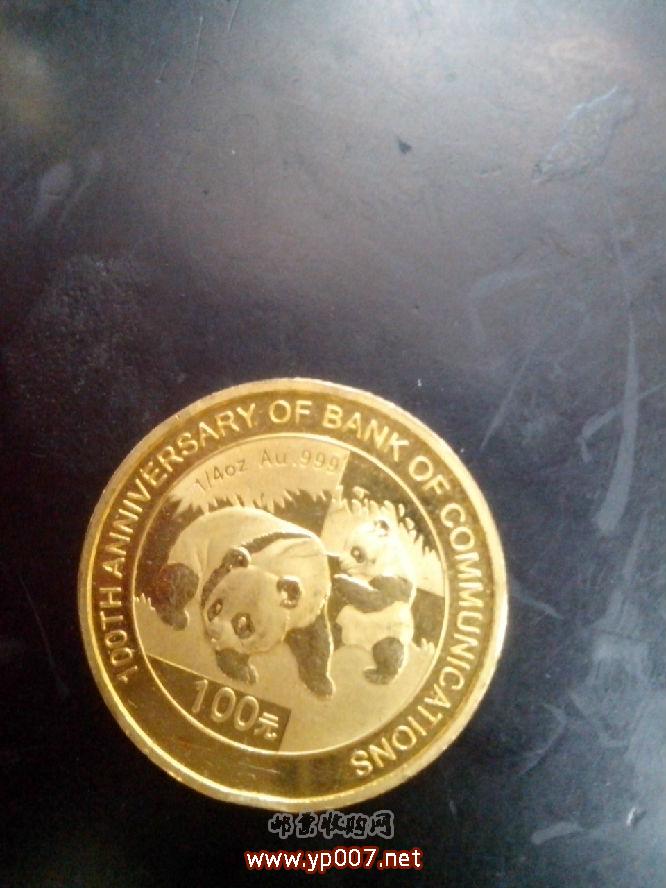 100TH ANNIVERSARY OF BANK OF COMMUNICATIONS
1/4oz Au .999
100元
邮票收购网
www.yp007.net